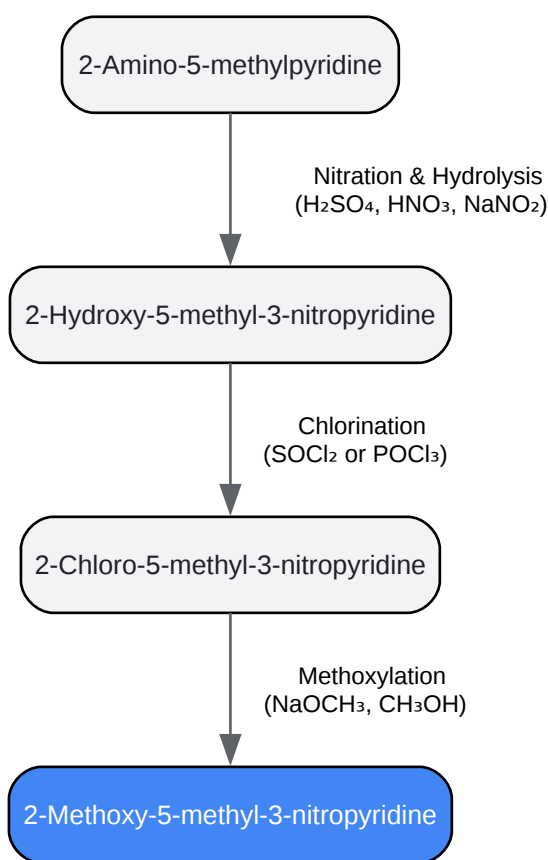 2-Amino-5-methylpyridine
Nitration & Hydrolysis
(H₂SO₄, HNO₃, NaNO₂)
2-Hydroxy-5-methyl-3-nitropyridine
Chlorination
(SOCl₂ or POCl₃)
2-Chloro-5-methyl-3-nitropyridine
Methoxylation
(NaOCH₃, CH₃OH)
2-Methoxy-5-methyl-3-nitropyridine